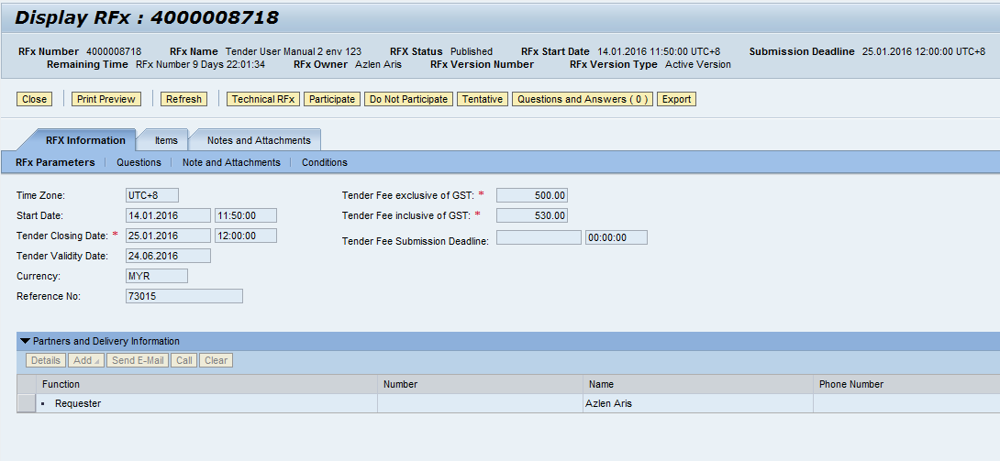 Display RFx : 4000008718
RFx Number 4000008718 RFx Name Tender User Manual 2 env 123 RFx Status Published RFx Start Date 14.01.2016 11:50:00 UTC+8 Submission Deadline 25.01.2016 12:00:00 UTC+8
Remaining Time RFx Number 9 Days 22:01:34 RFx Owner Azlen Aris RFx Version Number RFx Version Type Active Version
Close Print Preview Refresh Technical RFx Participate Do Not Participate Tentative Questions and Answers ( 0 ) Export
RFX Information Items Notes and Attachments
RFx Parameters Questions Note and Attachments Conditions
Time Zone: UTC+8 Tender Fee exclusive of GST: * 500.00
Start Date: 14.01.2016 11:50:00 Tender Fee inclusive of GST: * 530.00
Tender Closing Date: * 25.01.2016 12:00:00 Tender Fee Submission Deadline: 00:00:00
Tender Validity Date: 24.06.2016
Currency: MYR
Reference No: 73015
Partners and Delivery Information
Details Add Send E-Mail Call Clear
Function Number Name Phone Number
Requester Azlen Aris